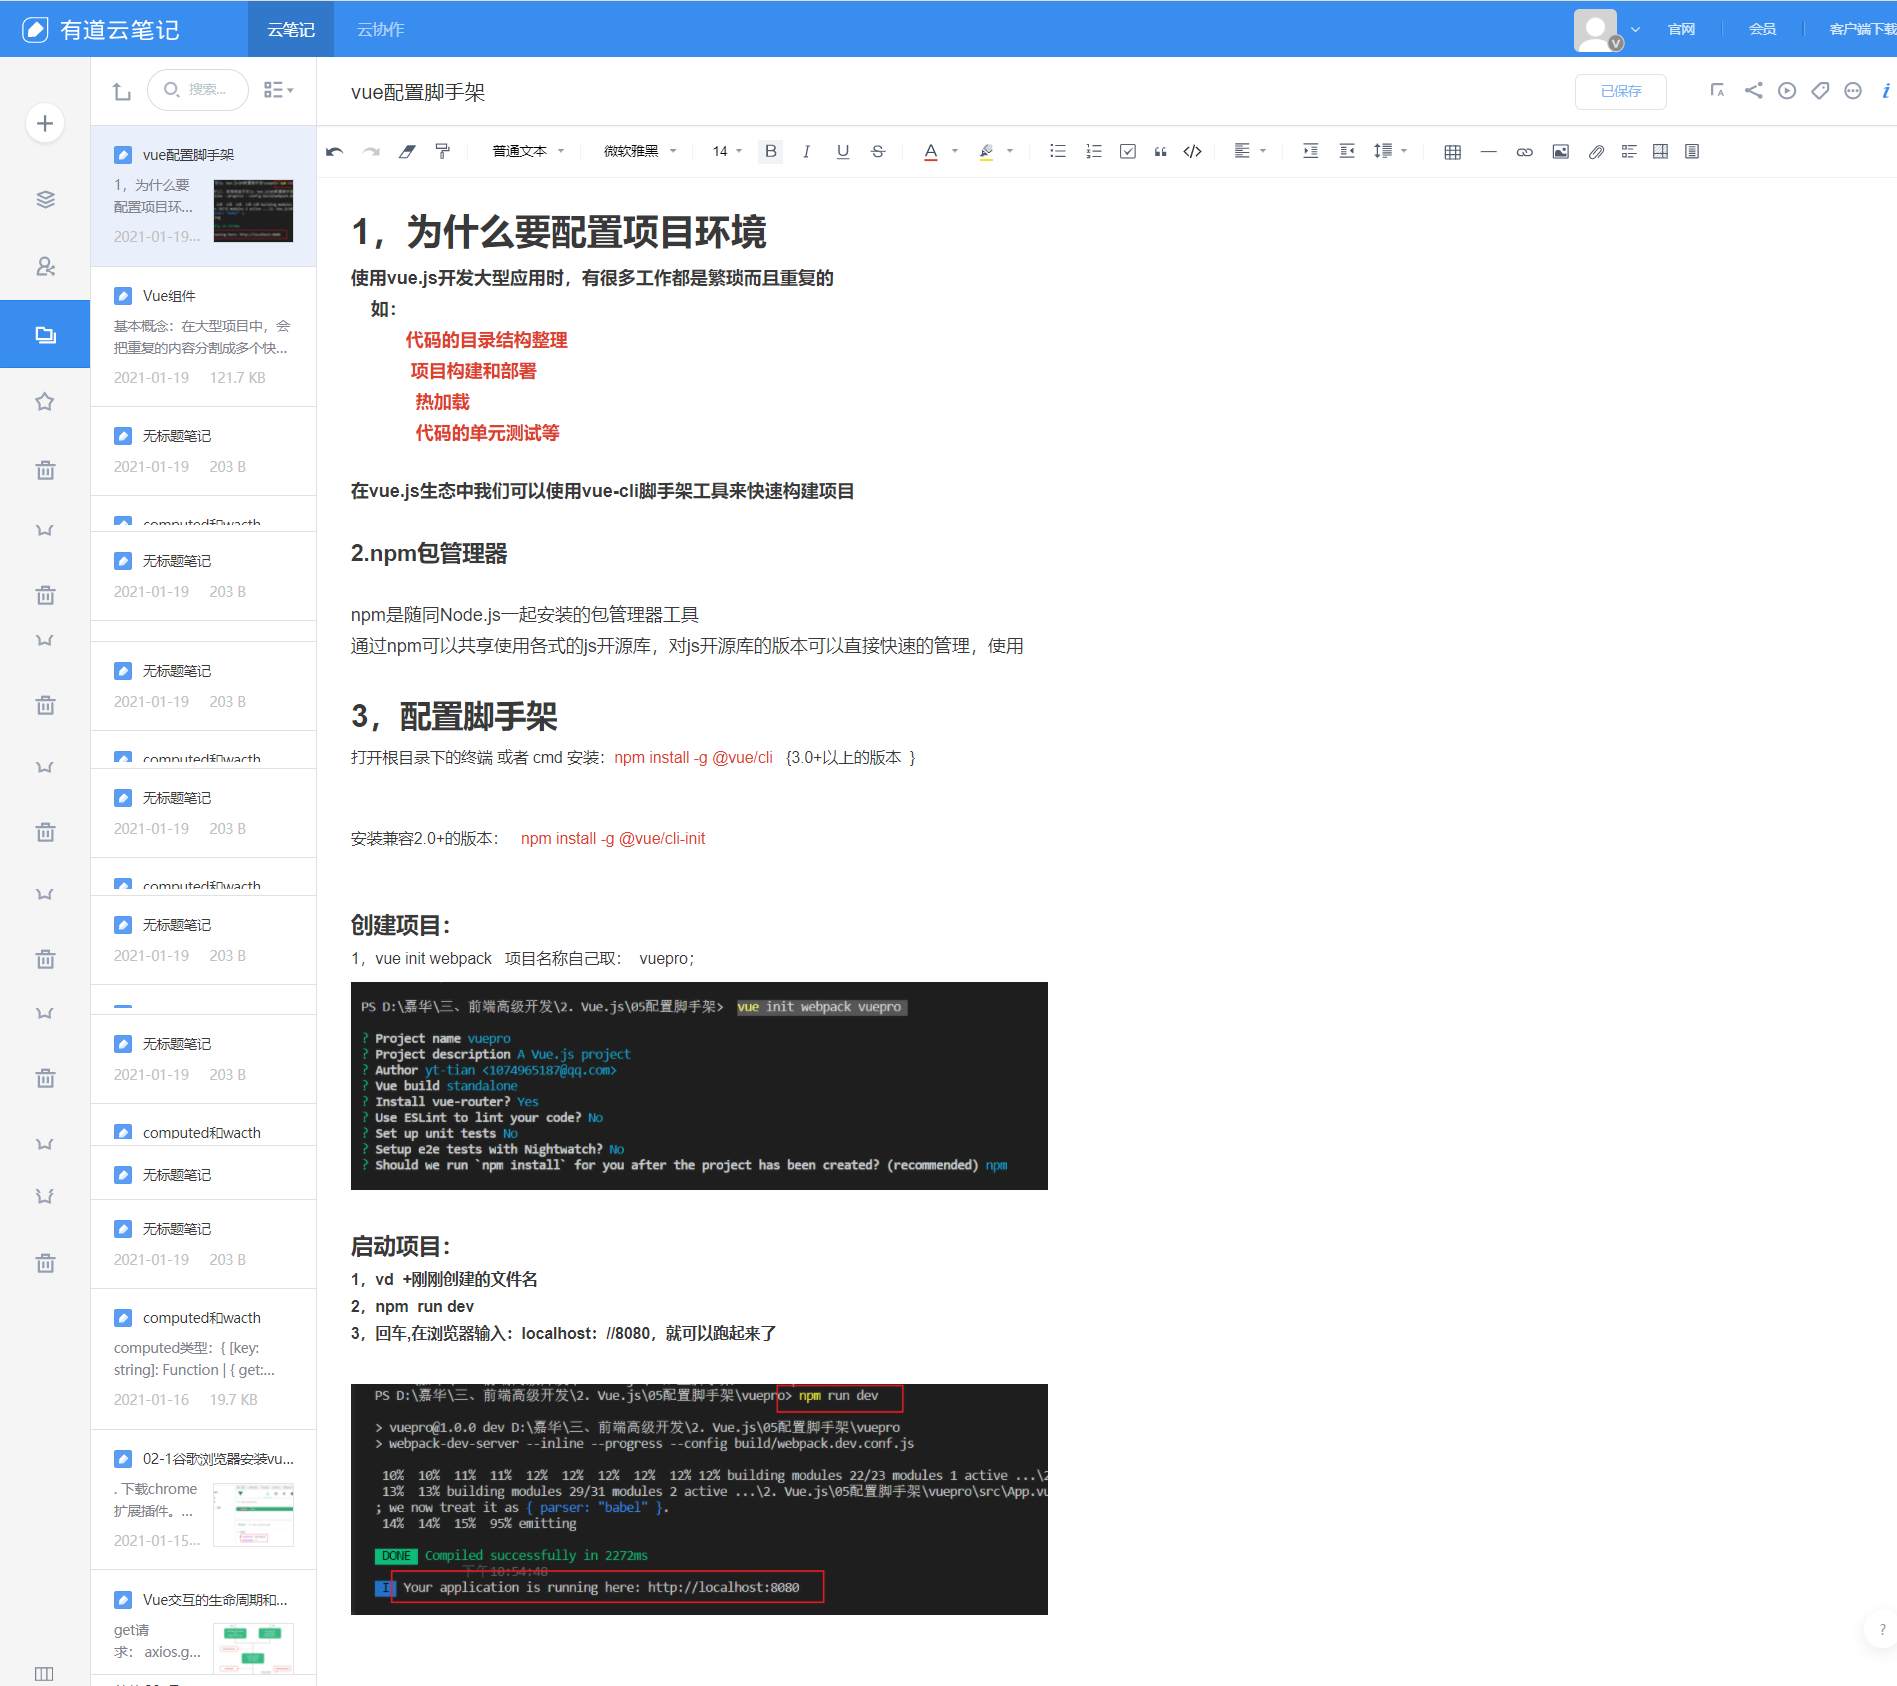 有道云笔记
云笔记
云协作
官网
会员
客户端下载
搜索...
vue配置脚手架
已保存
普通文本
微软雅黑
14
vue配置脚手架
1，为什么要
配置项目环...
2021-01-19...
Vue组件
基本概念：在大型项目中，会
把重复的内容分割成多个快...
2021-01-19 121.7 KB
无标题笔记
2021-01-19 203 B
computed和wacth
无标题笔记
2021-01-19 203 B
无标题笔记
2021-01-19 203 B
computed和wacth
无标题笔记
2021-01-19 203 B
computed和wacth
无标题笔记
2021-01-19 203 B
无标题笔记
2021-01-19 203 B
computed和wacth
无标题笔记
无标题笔记
2021-01-19 203 B
computed和wacth
computed类型：{ [key:
string]: Function | { get:...
2021-01-16 19.7 KB
02-1谷歌浏览器安装vu...
. 下载chrome
扩展插件。...
2021-01-15...
Vue交互的生命周期和...
get请
求： axios.g...
1，为什么要配置项目环境
使用vue.js开发大型应用时，有很多工作都是繁琐而且重复的
如：
代码的目录结构整理
项目构建和部署
热加载
代码的单元测试等
在vue.js生态中我们可以使用vue-cli脚手架工具来快速构建项目
2.npm包管理器
npm是随同Node.js一起安装的包管理器工具
通过npm可以共享使用各式的js开源库，对js开源库的版本可以直接快速的管理，使用
3，配置脚手架
打开根目录下的终端 或者 cmd 安装：npm install -g @vue/cli {3.0+以上的版本 }
安装兼容2.0+的版本： npm install -g @vue/cli-init
创建项目：
1，vue init webpack 项目名称自己取： vuepro；
PS D:\嘉华\三、前端高级开发\2. Vue.js\05配置脚手架> vue init webpack vuepro
? Project name vuepro
? Project description A Vue.js project
? Author yt-tian <1074965187@qq.com>
? Vue build standalone
? Install vue-router? Yes
? Use ESLint to lint your code? No
? Set up unit tests No
? Setup e2e tests with Nightwatch? No
? Should we run `npm install` for you after the project has been created? (recommended) npm
启动项目：
1，vd +刚刚创建的文件名
2，npm run dev
3，回车,在浏览器输入：localhost：//8080，就可以跑起来了
PS D:\嘉华\三、前端高级开发\2. Vue.js\05配置脚手架\vuepro> npm run dev
> vuepro@1.0.0 dev D:\嘉华\三、前端高级开发\2. Vue.js\05配置脚手架\vuepro
> webpack-dev-server --inline --progress --config build/webpack.dev.conf.js
10% 10% 11% 11% 12% 12% 12% 12% 12% 12% building modules 22/23 modules 1 active ...\2
13% 13% building modules 29/31 modules 2 active ...\2. Vue.js\05配置脚手架\vuepro\src\App.vu
; we now treat it as { parser: "babel" }.
14% 14% 15% 95% emitting
DONE Compiled successfully in 2272ms
下午10:54:48
I Your application is running here: http://localhost:8080
?